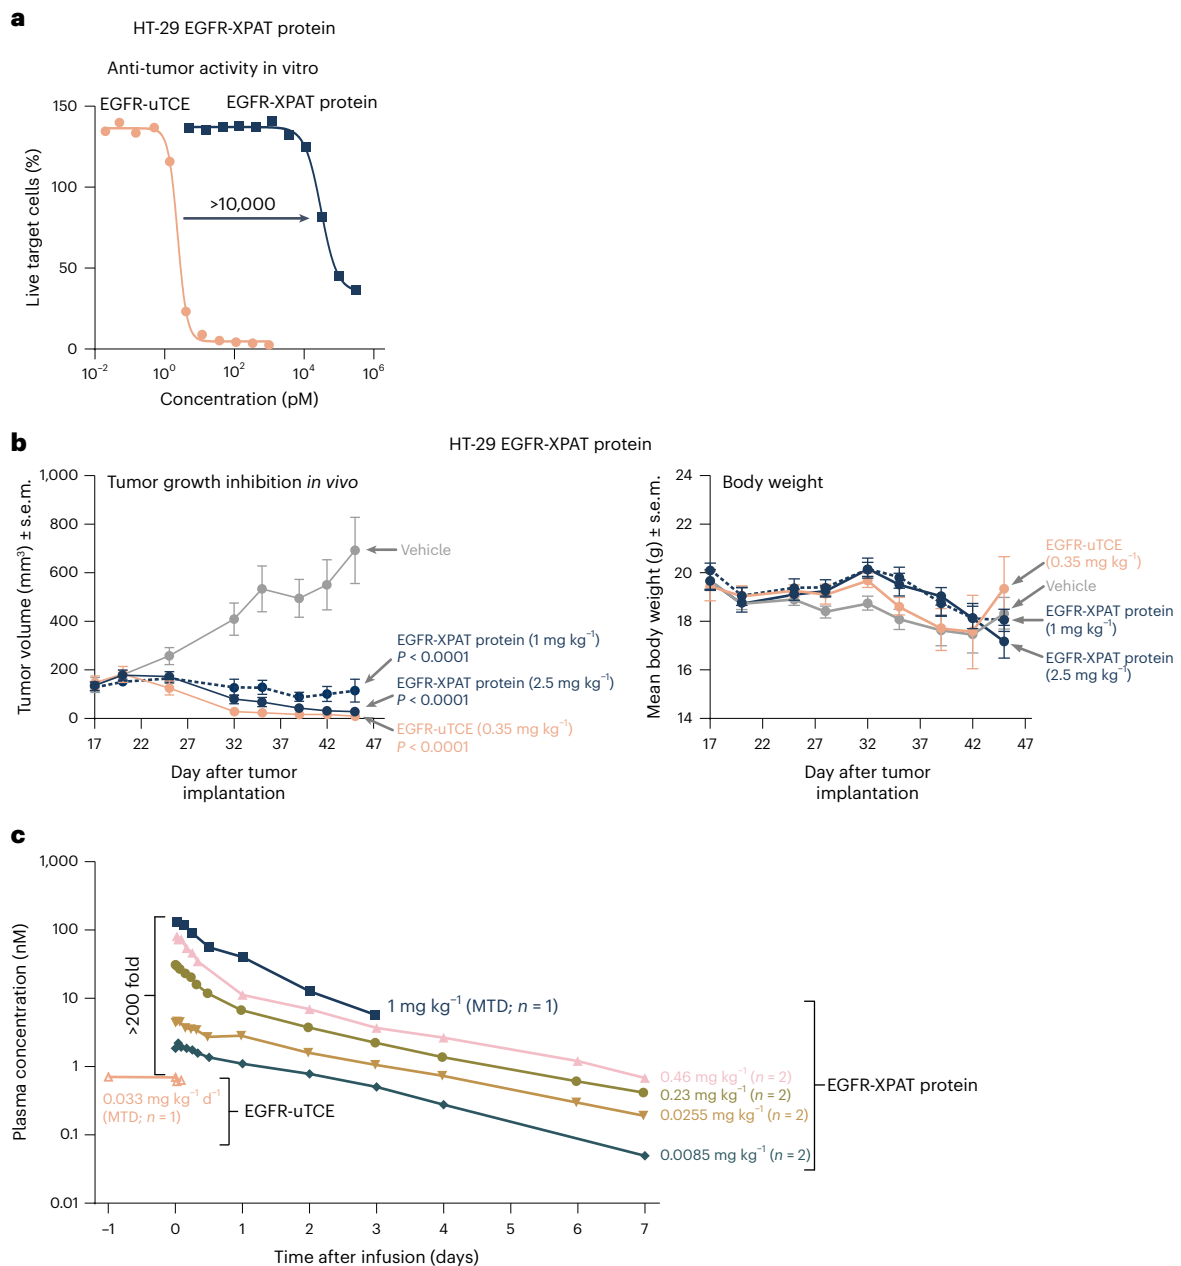 a
HT-29 EGFR-XPAT protein
Anti-tumor activity in vitro
EGFR-uTCE
EGFR-XPAT protein
Live target cells (%)
150
100
50
0
>10,000
10⁻²
10⁰
10²
10⁴
10⁶
Concentration (pM)
b
HT-29 EGFR-XPAT protein
Tumor growth inhibition in vivo
Tumor volume (mm³) ± s.e.m.
1,000
800
600
400
200
0
Vehicle
EGFR-XPAT protein (1 mg kg⁻¹)
P < 0.0001
EGFR-XPAT protein (2.5 mg kg⁻¹)
P < 0.0001
EGFR-uTCE (0.35 mg kg⁻¹)
P < 0.0001
17
22
27
32
37
42
47
Day after tumor
implantation
Body weight
Mean body weight (g) ± s.e.m.
24
22
20
18
16
14
EGFR-uTCE
(0.35 mg kg⁻¹)
Vehicle
EGFR-XPAT protein
(1 mg kg⁻¹)
EGFR-XPAT protein
(2.5 mg kg⁻¹)
17
22
27
32
37
42
47
Day after tumor
implantation
c
Plasma concentration (nM)
1,000
100
10
1
0.1
0.01
>200 fold
1 mg kg⁻¹ (MTD; n = 1)
0.033 mg kg⁻¹ d⁻¹
(MTD; n = 1)
EGFR-uTCE
0.46 mg kg⁻¹ (n = 2)
0.23 mg kg⁻¹ (n = 2)
0.0255 mg kg⁻¹ (n = 2)
0.0085 mg kg⁻¹ (n = 2)
EGFR-XPAT protein
–1
0
1
2
3
4
5
6
7
Time after infusion (days)